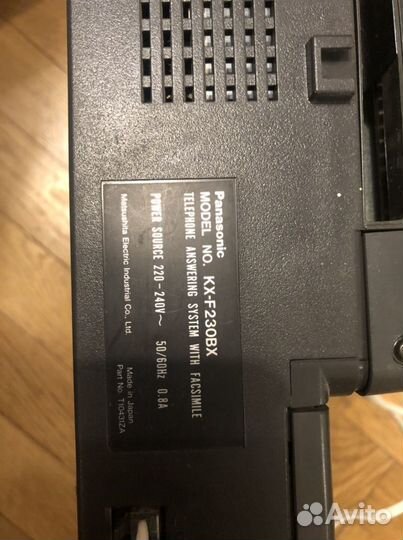 Panasonic
MODEL NO. KX-F230BX
TELEPHONE ANSWERING SYSTEM WITH FACSIMILE
POWER SOURCE 220-240V~ 50/60Hz 0.8A
Matsushita Electric Industrial Co., Ltd.
Made in Japan
Part No. T10431ZA
Avito